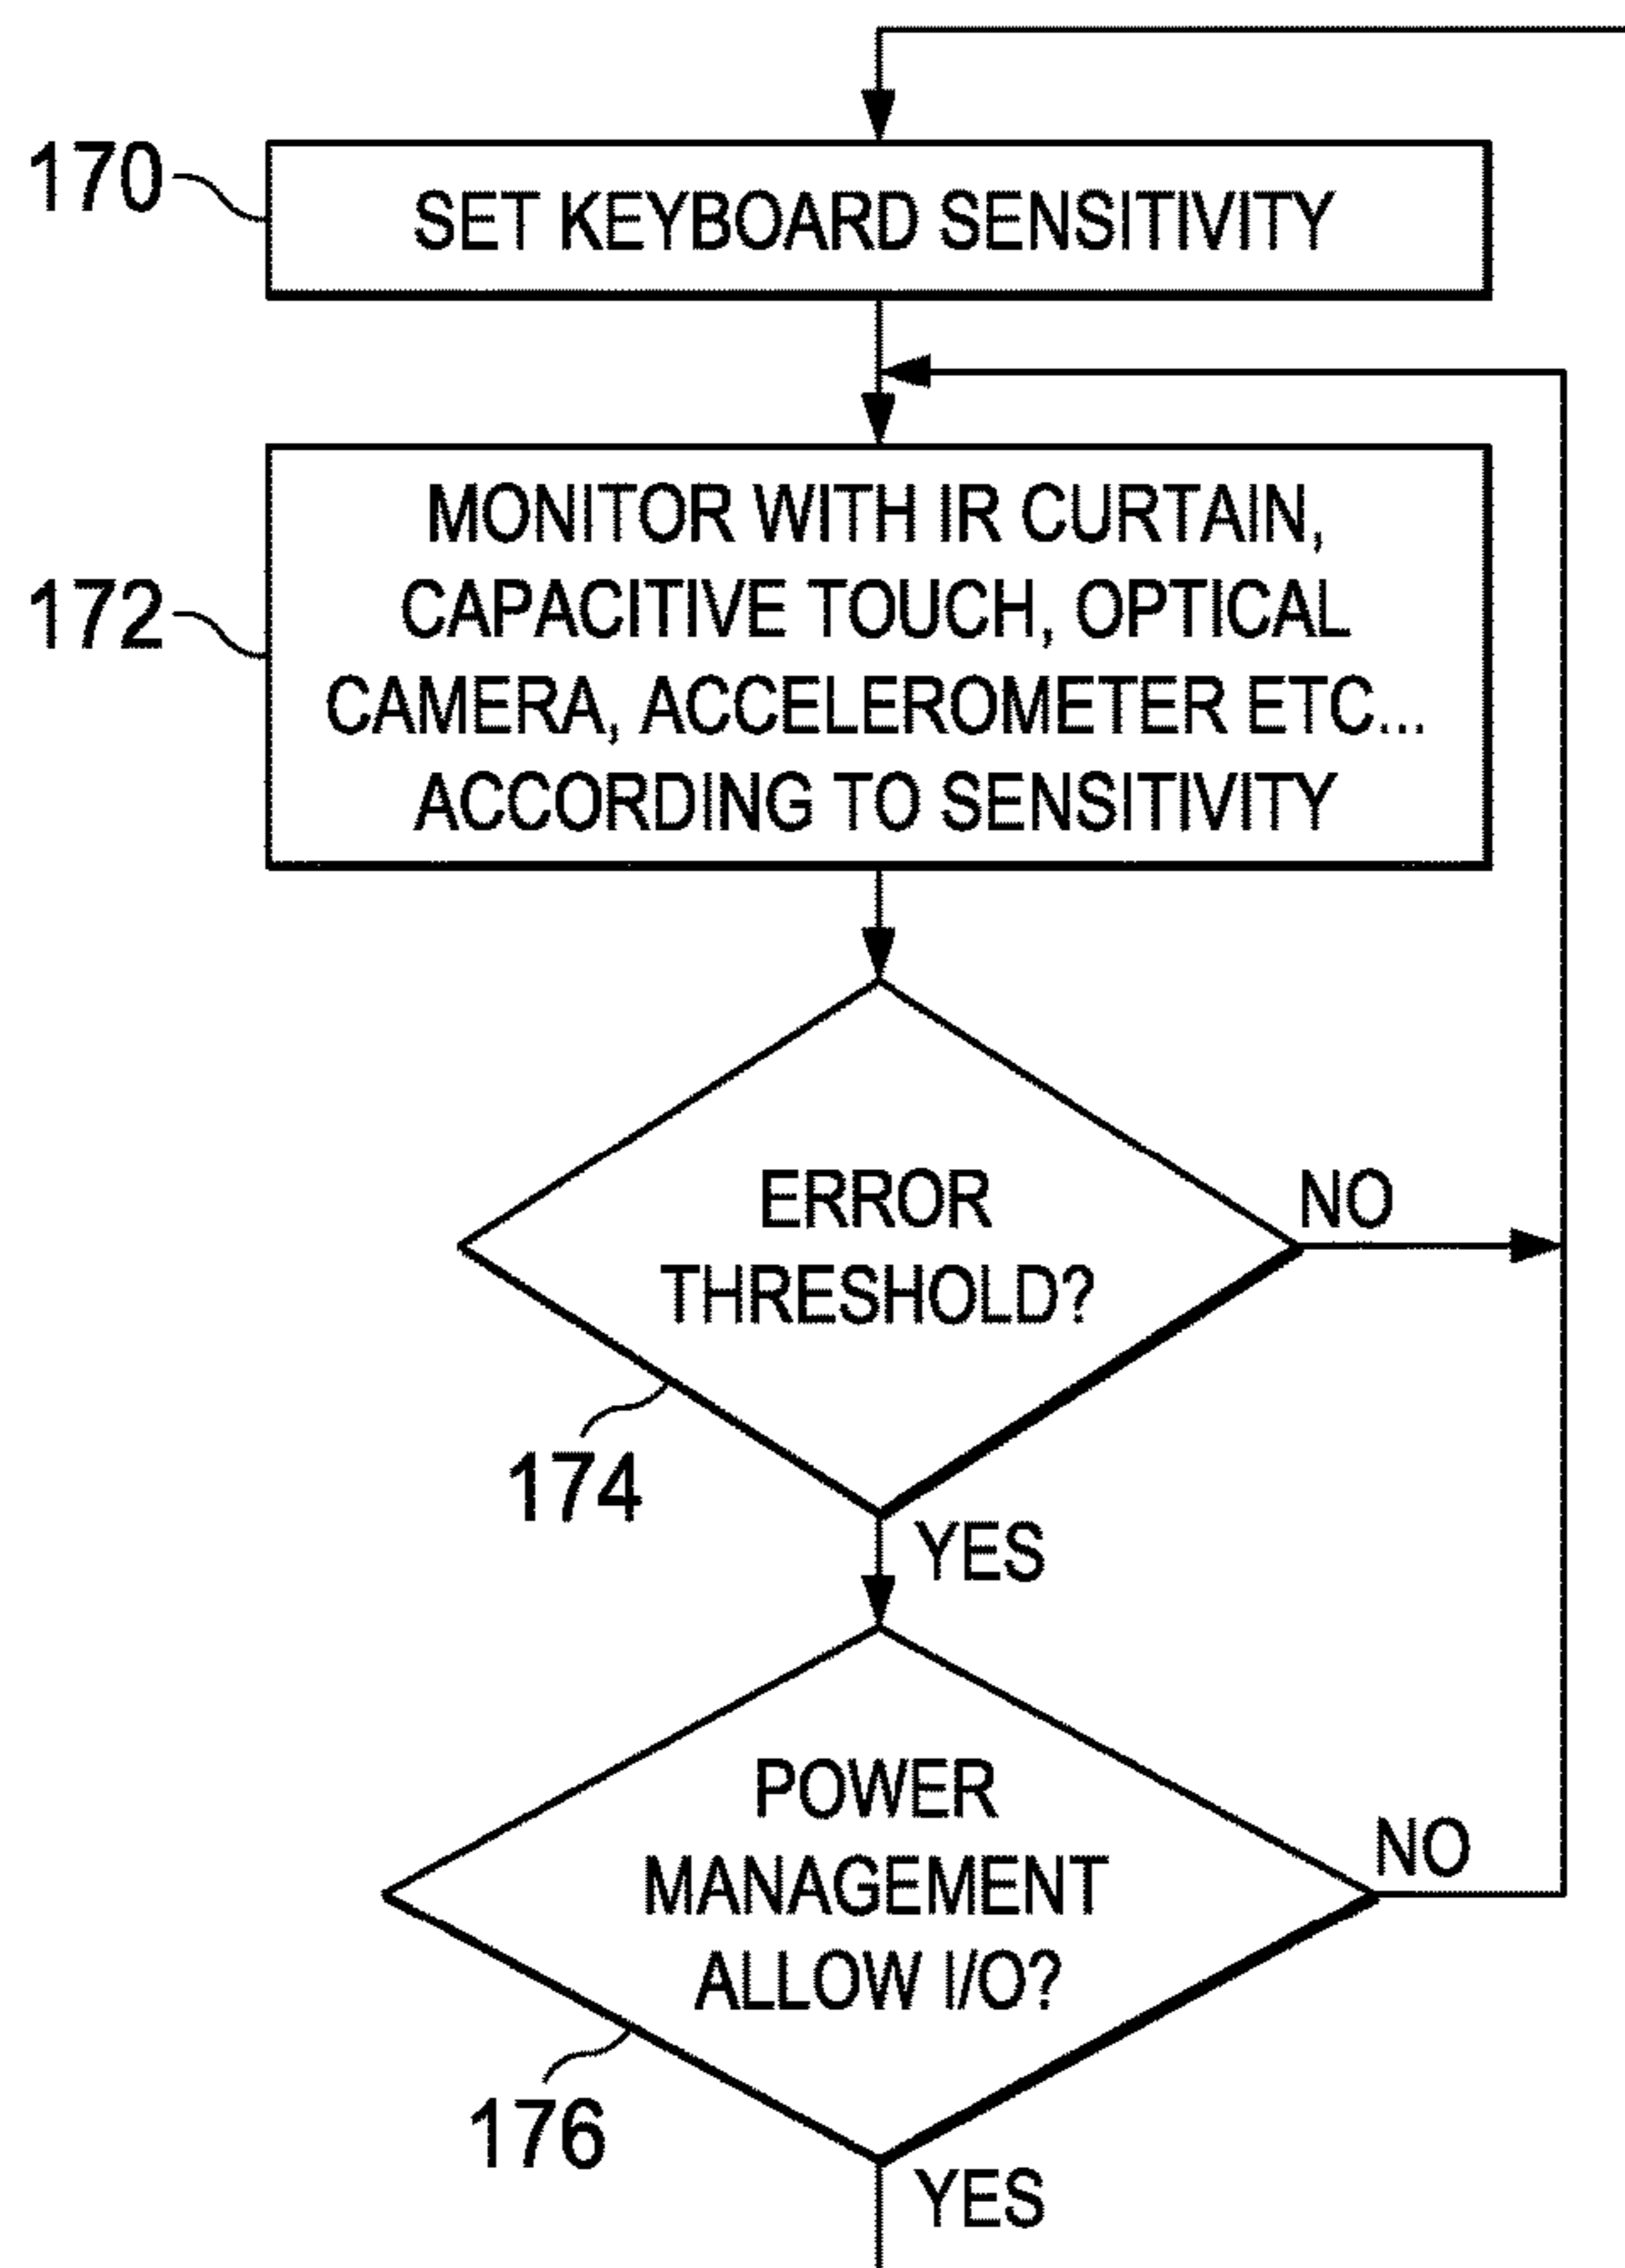 170
SET KEYBOARD SENSITIVITY
172
MONITOR WITH IR CURTAIN,
CAPACITIVE TOUCH, OPTICAL
CAMERA, ACCELEROMETER ETC...
ACCORDING TO SENSITIVITY
ERROR
THRESHOLD?
NO
174
YES
POWER
MANAGEMENT
ALLOW I/O?
NO
176
YES